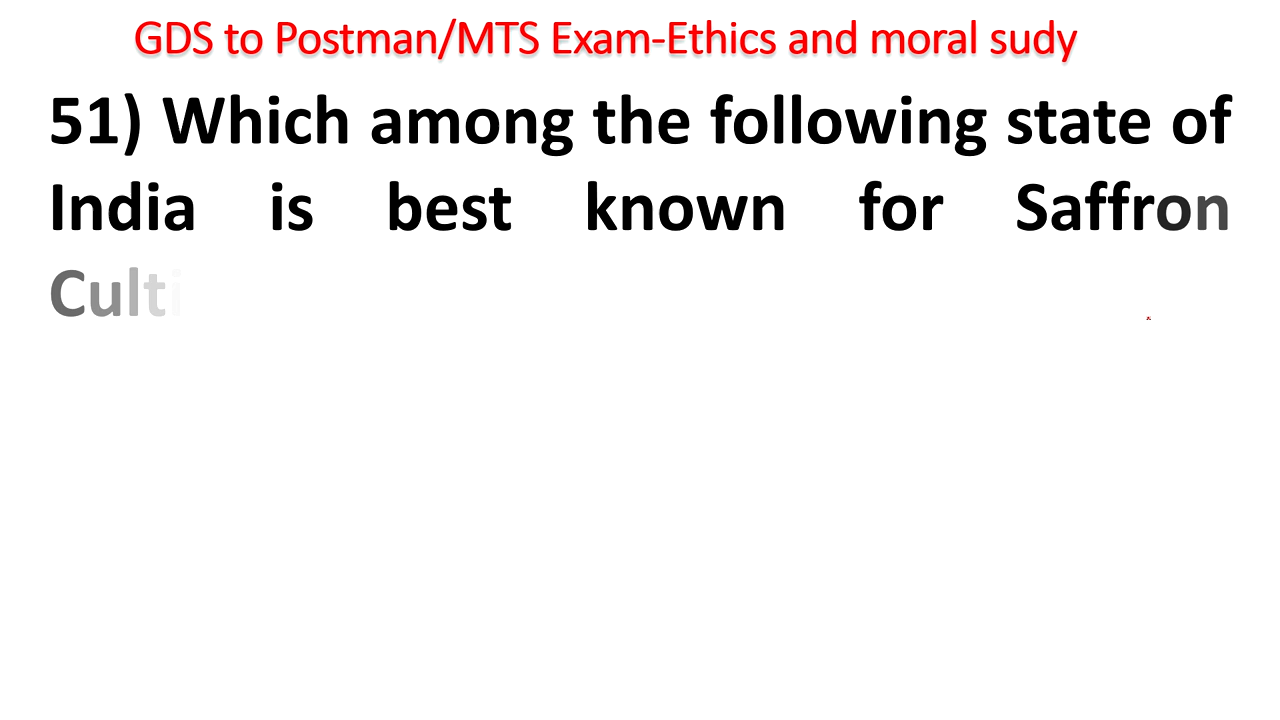 GDS to Postman/MTS Exam-Ethics and moral sudy
51) Which among the following state of
India is best known for Saffron
Culti